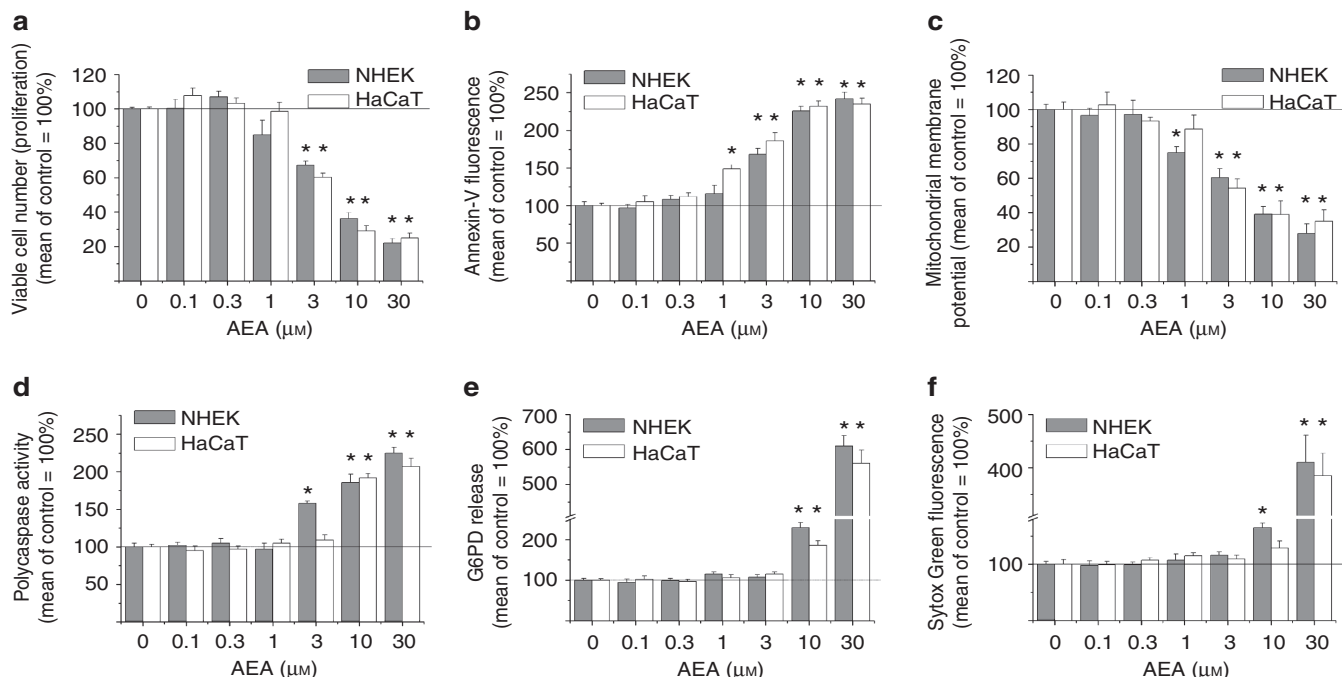 a
Viable cell number (proliferation)
(mean of control = 100%)
120
100
80
60
40
20
NHEK
HaCaT
* *
* *
* *
0 0.1 0.3 1 3 10 30
AEA (μM)
b
Annexin-V fluorescence
(mean of control = 100%)
250
200
150
100
50
NHEK
HaCaT
*
* *
* *
* *
0 0.1 0.3 1 3 10 30
AEA (μM)
c
Mitochondrial membrane
potential (mean of control = 100%)
120
100
80
60
40
20
NHEK
HaCaT
*
* *
* *
* *
0 0.1 0.3 1 3 10 30
AEA (μM)
d
Polycaspase activity
(mean of control = 100%)
250
200
150
100
50
NHEK
HaCaT
*
* *
* *
0 0.1 0.3 1 3 10 30
AEA (μM)
e
G6PD release
(mean of control = 100%)
700
600
500
200
100
NHEK
HaCaT
* *
* *
0 0.1 0.3 1 3 10 30
AEA (μM)
f
Sytox Green fluorescence
(mean of control = 100%)
500
400
100
NHEK
HaCaT
*
* *
0 0.1 0.3 1 3 10 30
AEA (μM)